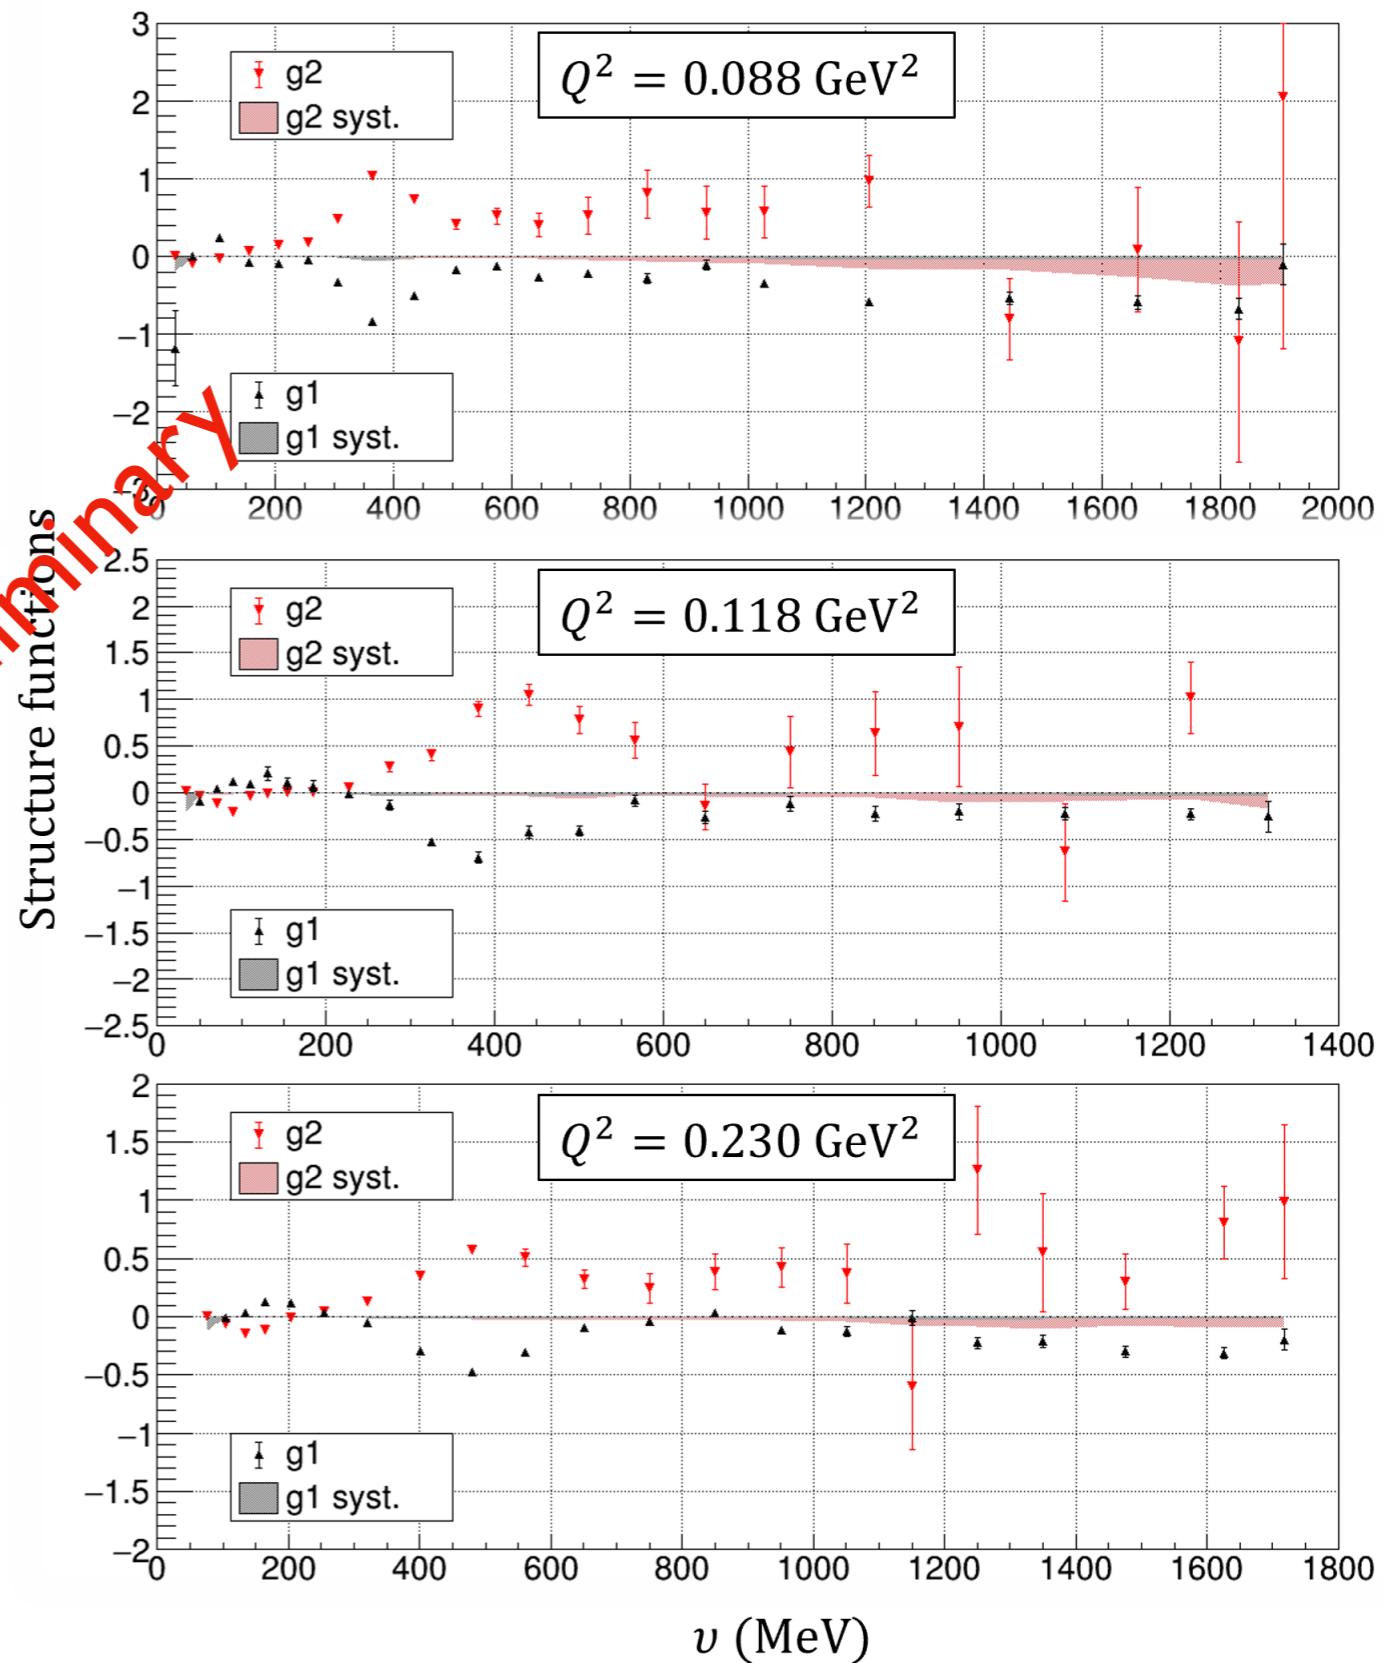 3
2
1
0
−1
−2
g2
g2 syst.
Q² = 0.088 GeV²
g1
g1 syst.
0 200 400 600 800 1000 1200 1400 1600 1800 2000
2.5
2
1.5
1
0.5
0
−0.5
−1
−1.5
−2
−2.5
g2
g2 syst.
Q² = 0.118 GeV²
g1
g1 syst.
0 200 400 600 800 1000 1200 1400
2
1.5
1
0.5
0
−0.5
−1
−1.5
−2
g2
g2 syst.
Q² = 0.230 GeV²
g1
g1 syst.
0 200 400 600 800 1000 1200 1400 1600 1800
Structure functions
υ (MeV)